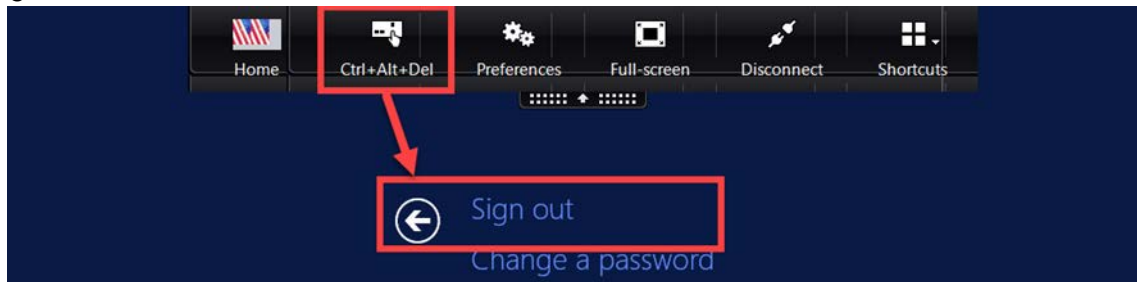 Home Ctrl+Alt+Del Preferences Full-screen Disconnect Shortcuts
Sign out
Change a password